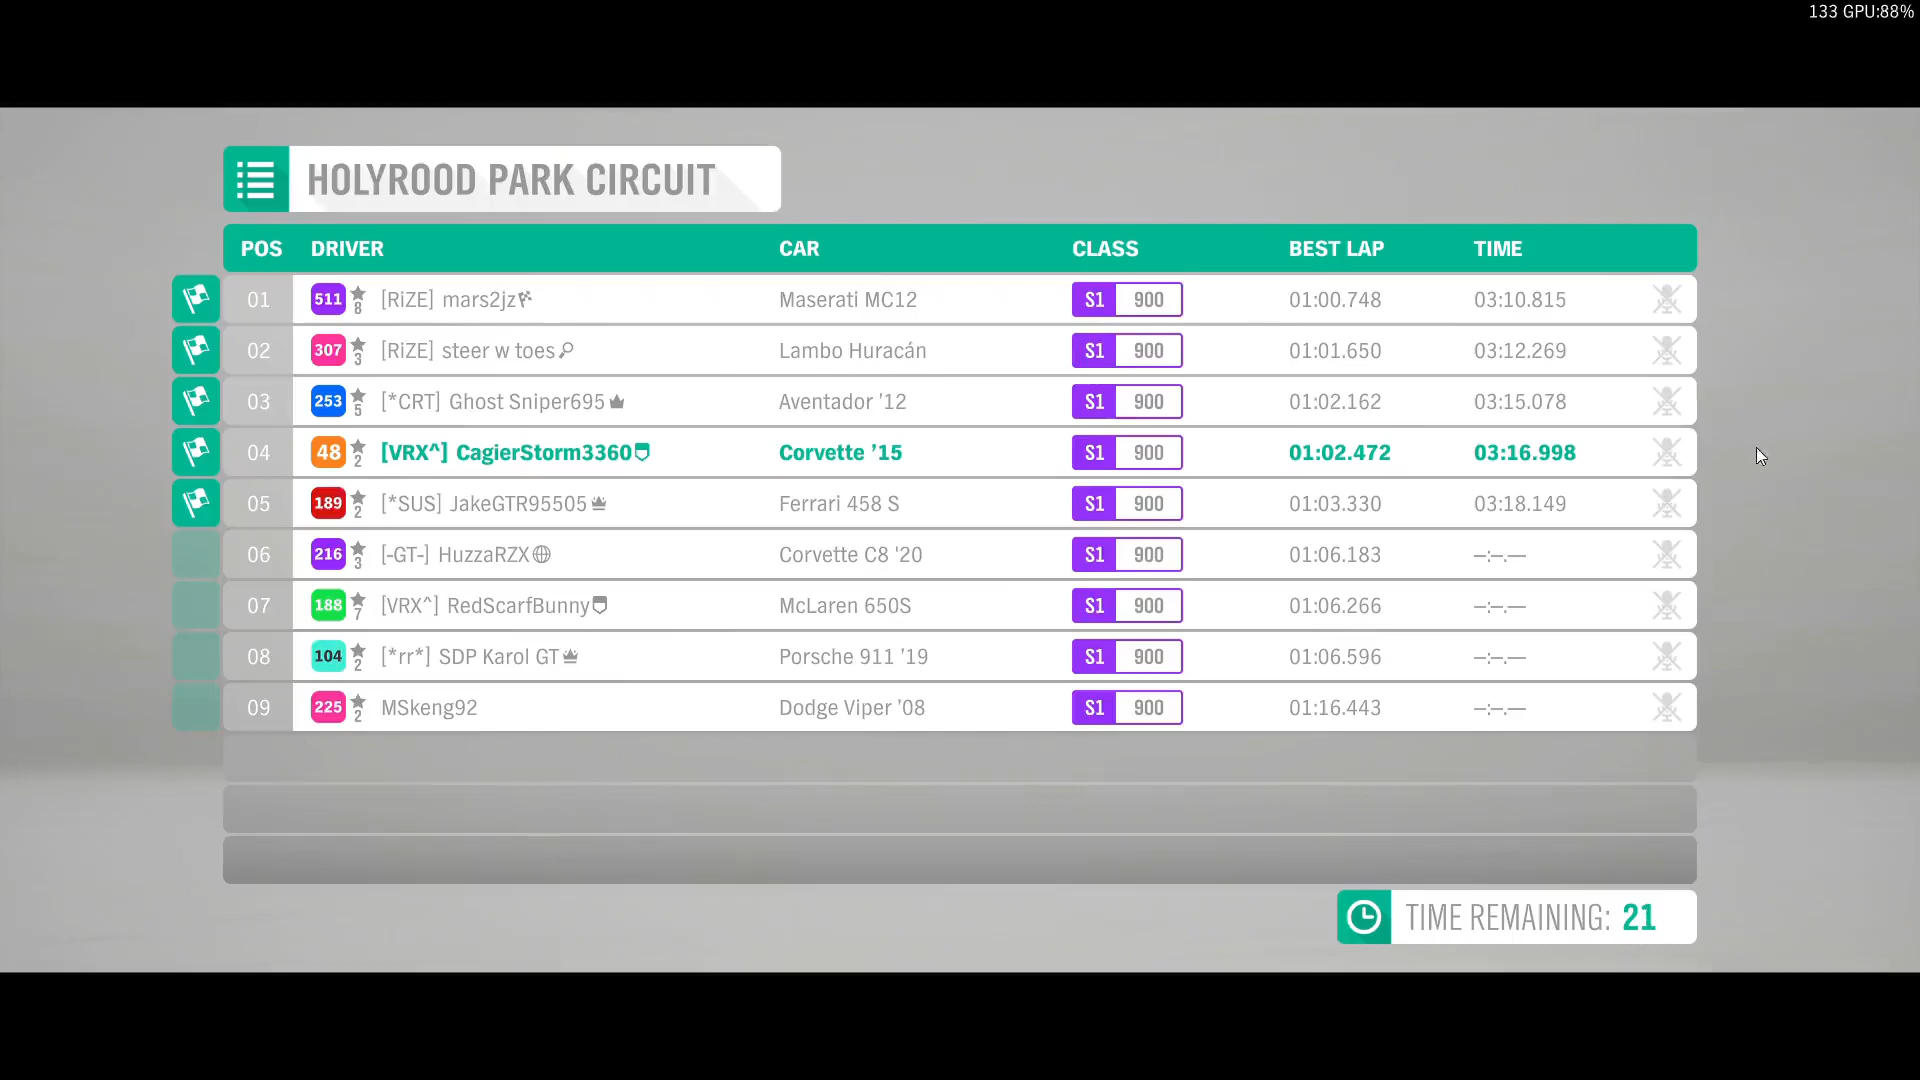 133 GPU:88%
HOLYROOD PARK CIRCUIT
POS DRIVER CAR CLASS BEST LAP TIME
01 511 8 [RiZE] mars2jz Maserati MC12 S1 900 01:00.748 03:10.815
02 307 3 [RiZE] steer w toes Lambo Huracán S1 900 01:01.650 03:12.269
03 253 5 [*CRT] Ghost Sniper695 Aventador ’12 S1 900 01:02.162 03:15.078
04 48 2 [VRX^] CagierStorm3360 Corvette ’15 S1 900 01:02.472 03:16.998
05 189 2 [*SUS] JakeGTR95505 Ferrari 458 S S1 900 01:03.330 03:18.149
06 216 3 [-GT-] HuzzaRZX Corvette C8 '20 S1 900 01:06.183 —:—.—
07 188 7 [VRX^] RedScarfBunny McLaren 650S S1 900 01:06.266 —:—.—
08 104 2 [*rr*] SDP Karol GT Porsche 911 ’19 S1 900 01:06.596 —:—.—
09 225 2 MSkeng92 Dodge Viper ’08 S1 900 01:16.443 —:—.—
TIME REMAINING: 21